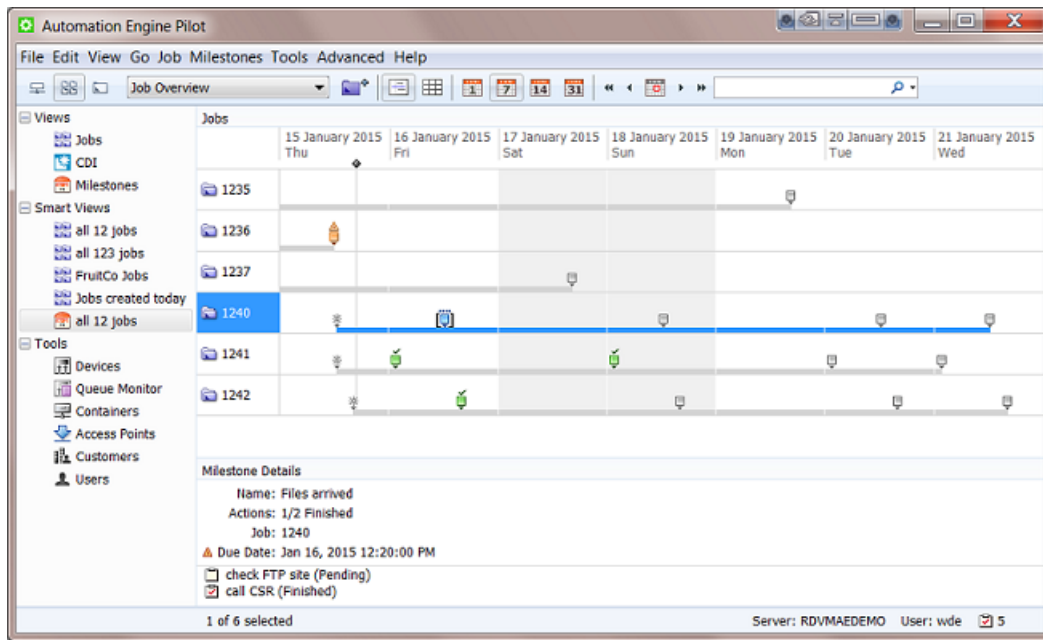 Automation Engine Pilot
File Edit View Go Job Milestones Tools Advanced Help
Job Overview 1 7 14 31
Views
Jobs
CDI
Milestones
Smart Views
all 12 jobs
all 123 jobs
FruitCo Jobs
Jobs created today
all 12 jobs
Tools
Devices
Queue Monitor
Containers
Access Points
Customers
Users
Jobs
15 January 2015 16 January 2015 17 January 2015 18 January 2015 19 January 2015 20 January 2015 21 January 2015
Thu Fri Sat Sun Mon Tue Wed
1235
1236
1237
1240
1241
1242
Milestone Details
Name: Files arrived
Actions: 1/2 Finished
Job: 1240
Due Date: Jan 16, 2015 12:20:00 PM
check FTP site (Pending)
call CSR (Finished)
1 of 6 selected Server: RDVMAEDEMO User: wde 5